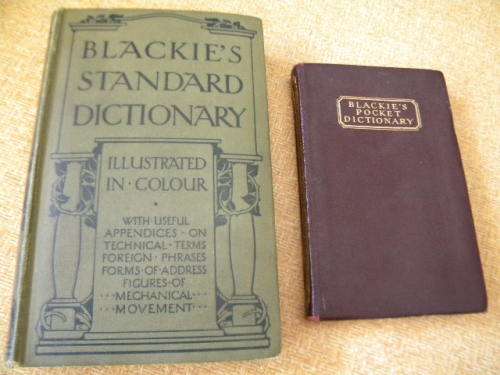 BLACKIE'S
STANDARD
DICTIONARY
ILLUSTRATED
IN · COLOUR
WITH · USEFUL
APPENDICES · ON
TECHNICAL · TERMS
FOREIGN · PHRASES
FORMS · OF · ADDRESS
FIGURES · OF
··· MECHANICAL ···
··· MOVEMENT ···
BLACKIE'S
POCKET
DICTIONARY